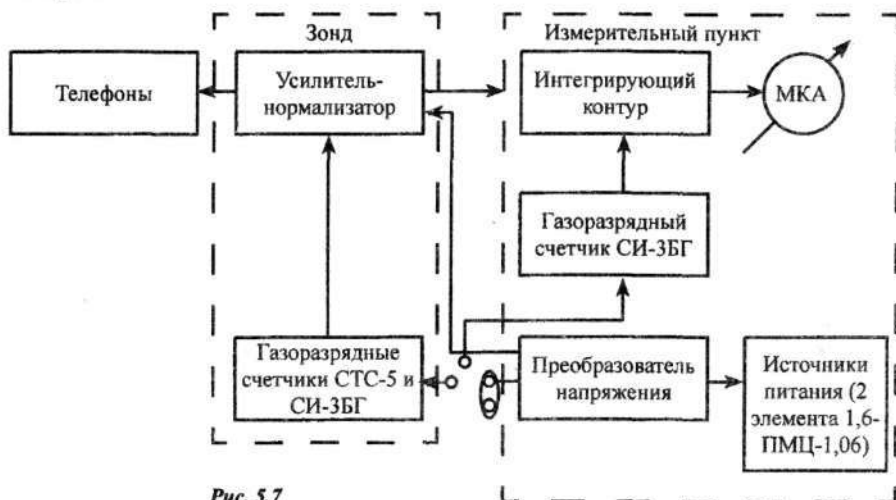 Зонд
Измерительный пункт
Телефоны
Усилитель-
нормализатор
Интегрирующий
контур
МКА
Газоразрядный
счетчик СИ-3БГ
Газоразрядные
счетчики СТС-5 и
СИ-3БГ
Преобразователь
напряжения
Источники
питания (2
элемента 1,6-
ПМЦ-1,06)
Рис. 5.7